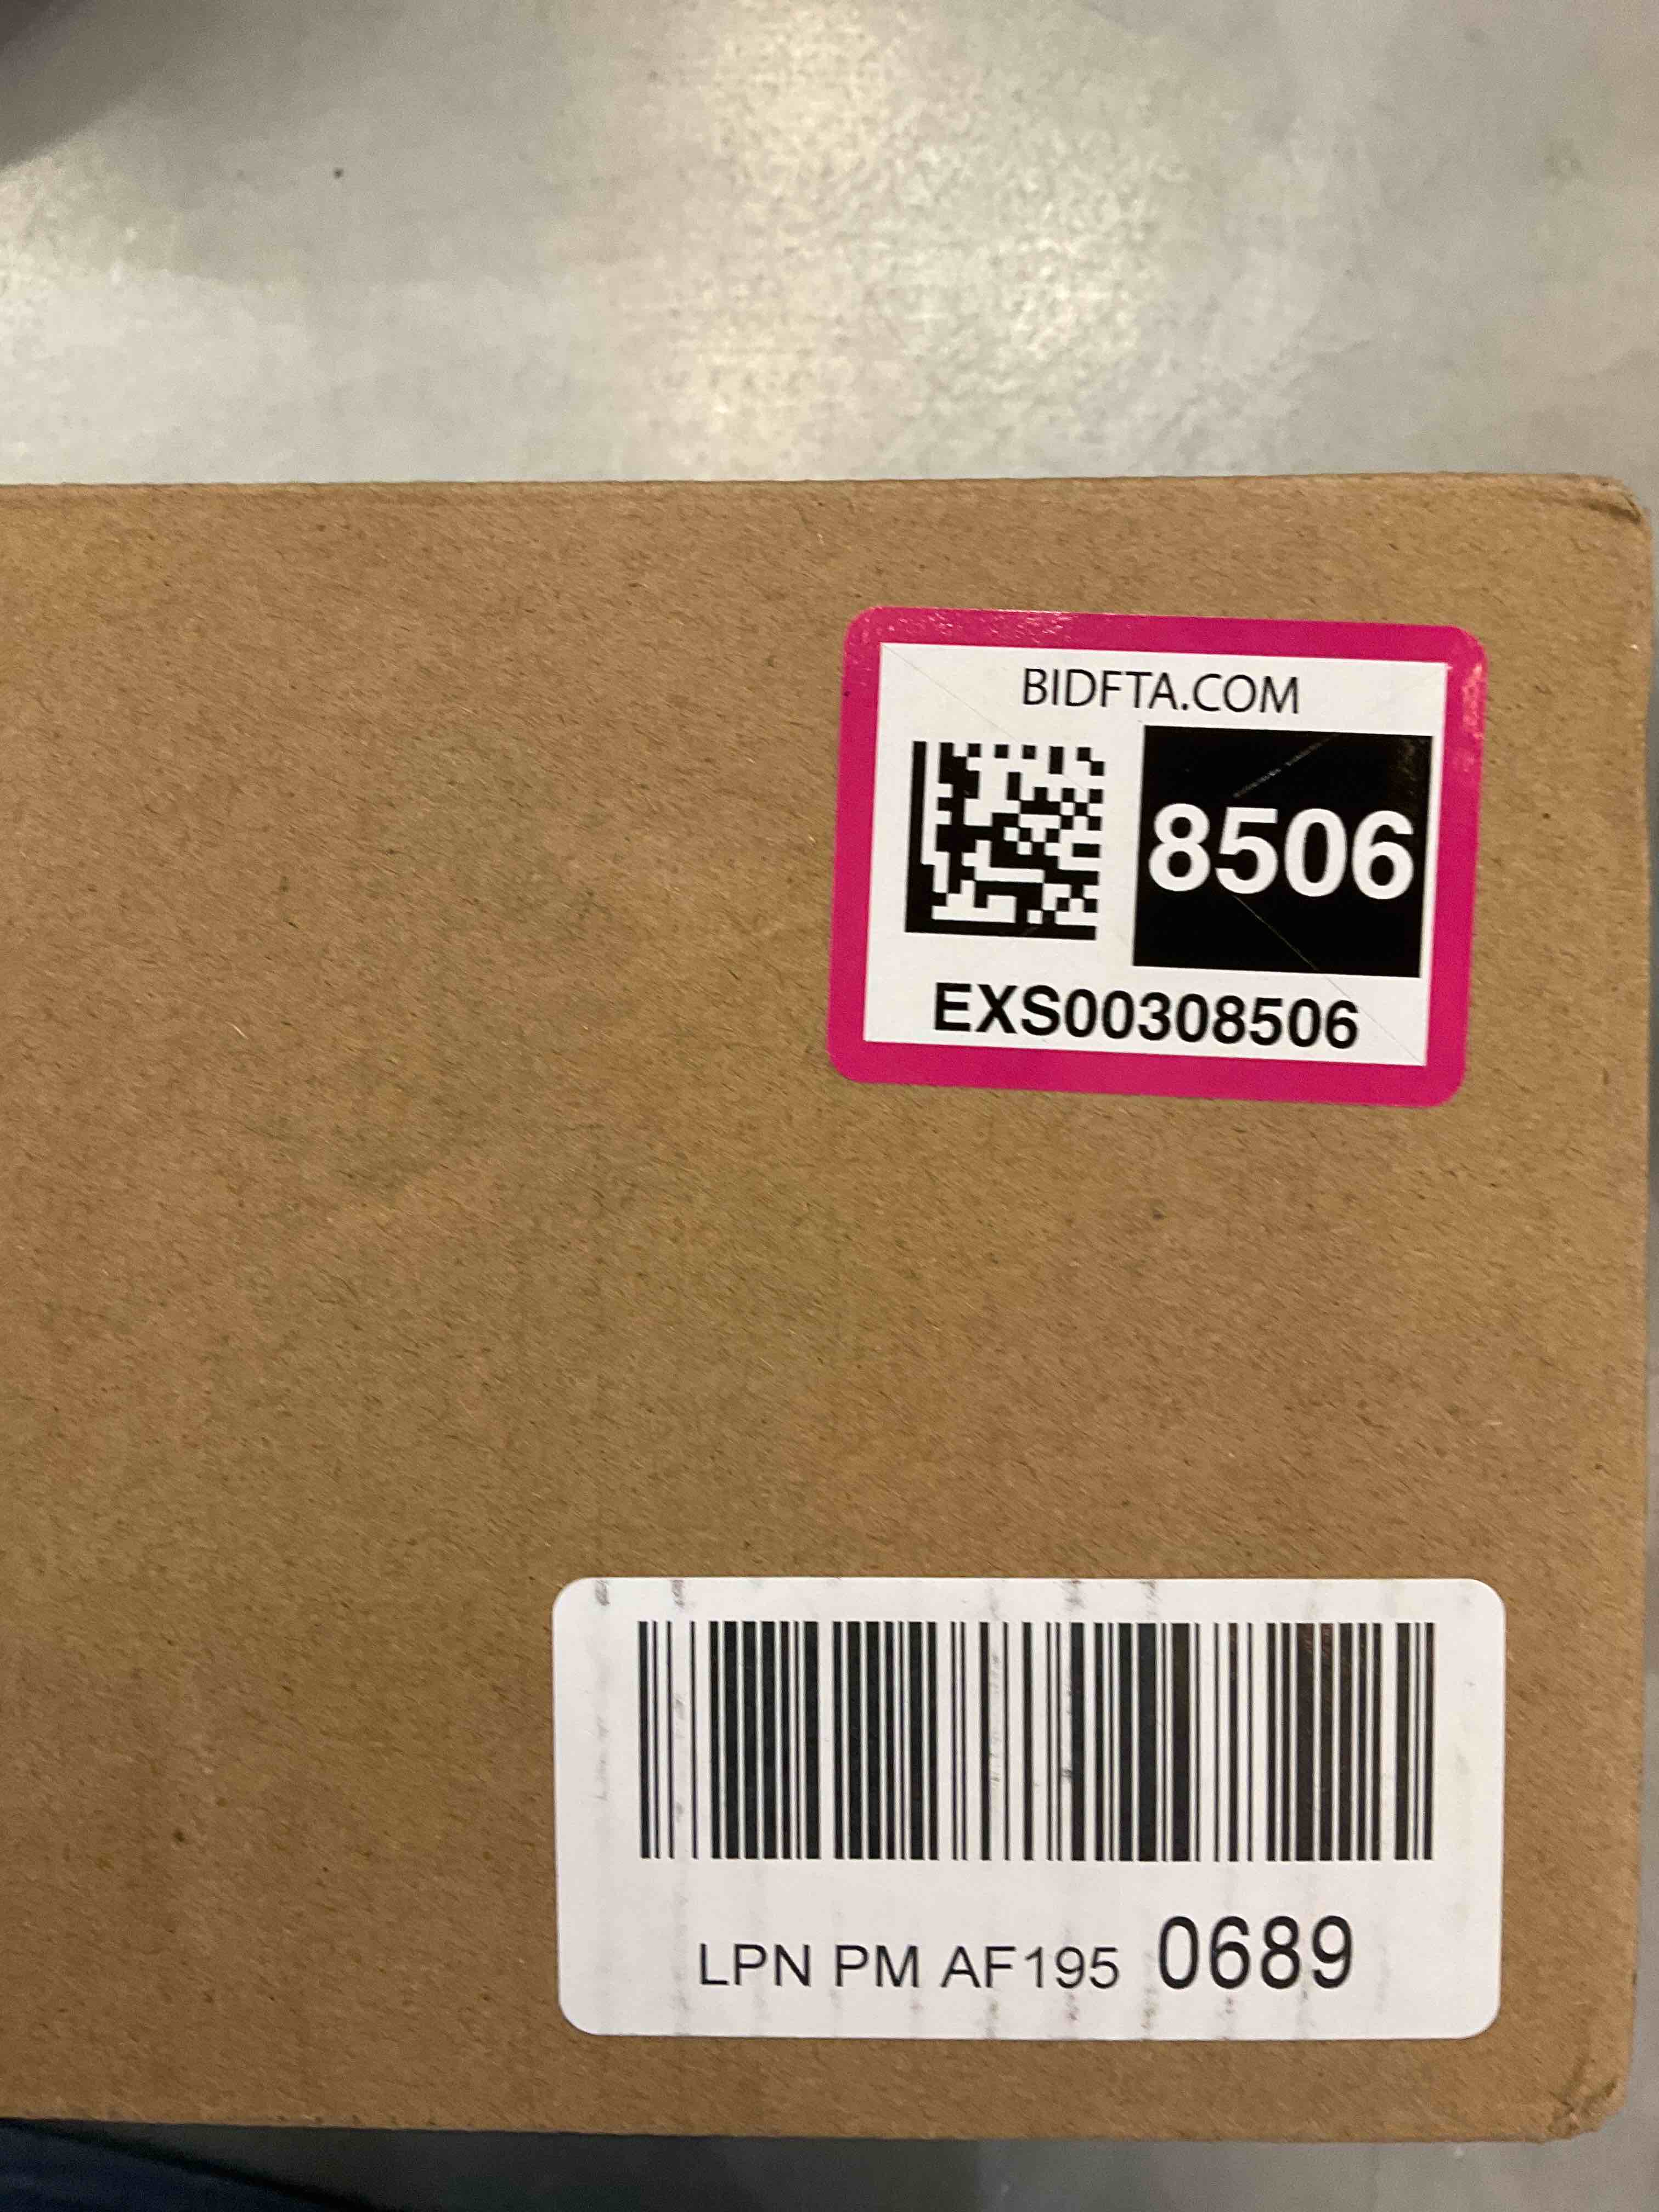 BIDFTA.COM
8506
EXS00308506
LPN PM AF195 0689